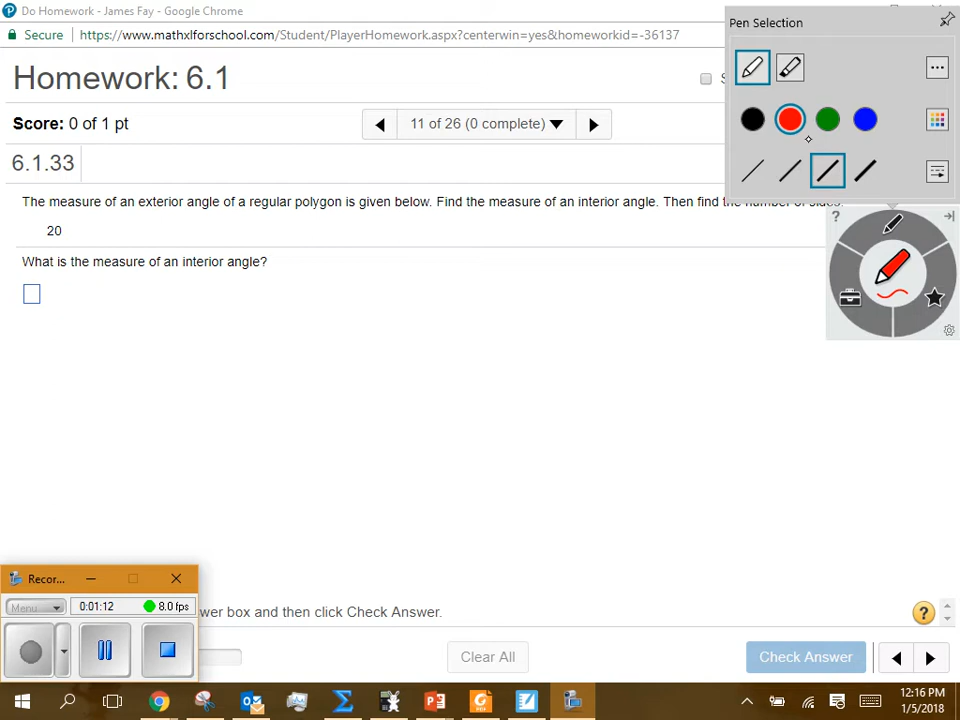 Do Homework - James Fay - Google Chrome
Secure
https://www.mathxlforschool.com/Student/PlayerHomework.aspx?centerwin=yes&homeworkid=-36137
Pen Selection
Homework: 6.1
Score: 0 of 1 pt
11 of 26 (0 complete)
6.1.33
The measure of an exterior angle of a regular polygon is given below. Find the measure of an interior angle. Then find the number of sides.
20
?
What is the measure of an interior angle?
Recor...
Menu
0:01:12
8.0 fps
wer box and then click Check Answer.
?
Clear All
Check Answer
12:16 PM
1/5/2018